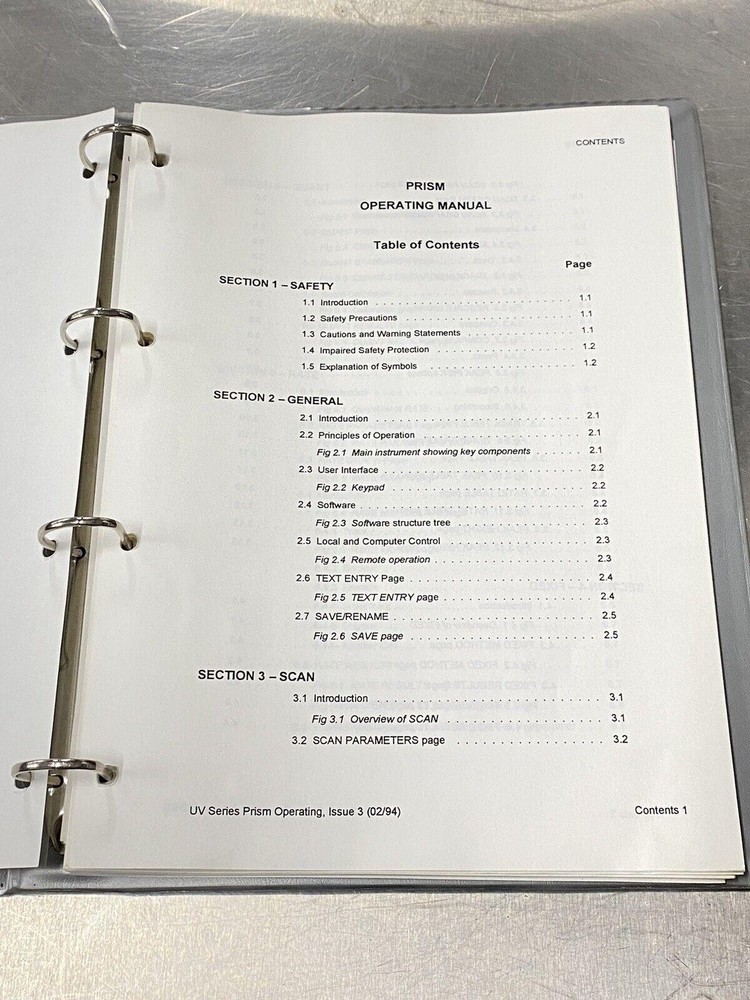 CONTENTS
PRISM
OPERATING MANUAL
Table of Contents
Page
SECTION 1 – SAFETY
1.1 Introduction . . . . . . . . . . . . . . . . . . . . . . . . . . 1.1
1.2 Safety Precautions . . . . . . . . . . . . . . . . . . . . . . 1.1
1.3 Cautions and Warning Statements . . . . . . . . . . . . . . 1.1
1.4 Impaired Safety Protection . . . . . . . . . . . . . . . . . . 1.2
1.5 Explanation of Symbols . . . . . . . . . . . . . . . . . . . . 1.2
SECTION 2 – GENERAL
2.1 Introduction . . . . . . . . . . . . . . . . . . . . . . . . . . 2.1
2.2 Principles of Operation . . . . . . . . . . . . . . . . . . . . 2.1
Fig 2.1 Main instrument showing key components . . . . . . . 2.1
2.3 User Interface . . . . . . . . . . . . . . . . . . . . . . . . 2.2
Fig 2.2 Keypad . . . . . . . . . . . . . . . . . . . . . . . 2.2
2.4 Software . . . . . . . . . . . . . . . . . . . . . . . . . . . 2.2
Fig 2.3 Software structure tree . . . . . . . . . . . . . . . 2.3
2.5 Local and Computer Control . . . . . . . . . . . . . . . . . 2.3
Fig 2.4 Remote operation . . . . . . . . . . . . . . . . . . 2.3
2.6 TEXT ENTRY Page . . . . . . . . . . . . . . . . . . . . . 2.4
Fig 2.5 TEXT ENTRY page . . . . . . . . . . . . . . . . . 2.4
2.7 SAVE/RENAME . . . . . . . . . . . . . . . . . . . . . . . 2.5
Fig 2.6 SAVE page . . . . . . . . . . . . . . . . . . . . . 2.5
SECTION 3 – SCAN
3.1 Introduction . . . . . . . . . . . . . . . . . . . . . . . . . 3.1
Fig 3.1 Overview of SCAN . . . . . . . . . . . . . . . . . 3.1
3.2 SCAN PARAMETERS page . . . . . . . . . . . . . . . . . 3.2
UV Series Prism Operating, Issue 3 (02/94)
Contents 1